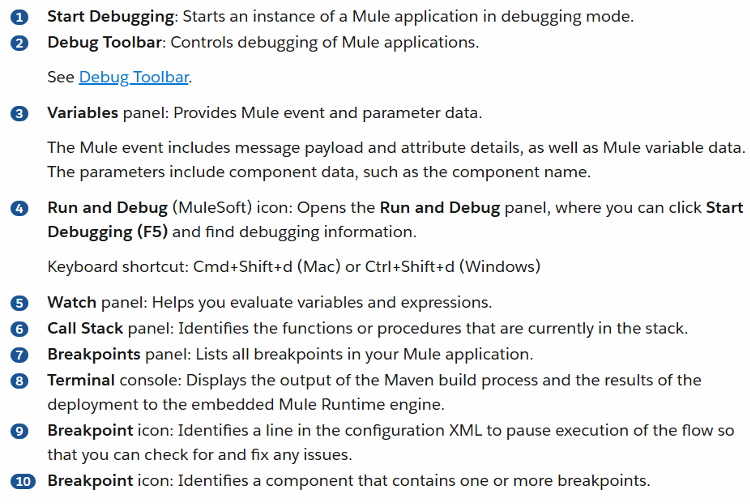 1 Start Debugging: Starts an instance of a Mule application in debugging mode.
2 Debug Toolbar: Controls debugging of Mule applications.
See Debug Toolbar.
3 Variables panel: Provides Mule event and parameter data.
The Mule event includes message payload and attribute details, as well as Mule variable data.
The parameters include component data, such as the component name.
4 Run and Debug (MuleSoft) icon: Opens the Run and Debug panel, where you can click Start
Debugging (F5) and find debugging information.
Keyboard shortcut: Cmd+Shift+d (Mac) or Ctrl+Shift+d (Windows)
5 Watch panel: Helps you evaluate variables and expressions.
6 Call Stack panel: Identifies the functions or procedures that are currently in the stack.
7 Breakpoints panel: Lists all breakpoints in your Mule application.
8 Terminal console: Displays the output of the Maven build process and the results of the
deployment to the embedded Mule Runtime engine.
9 Breakpoint icon: Identifies a line in the configuration XML to pause execution of the flow so
that you can check for and fix any issues.
10 Breakpoint icon: Identifies a component that contains one or more breakpoints.